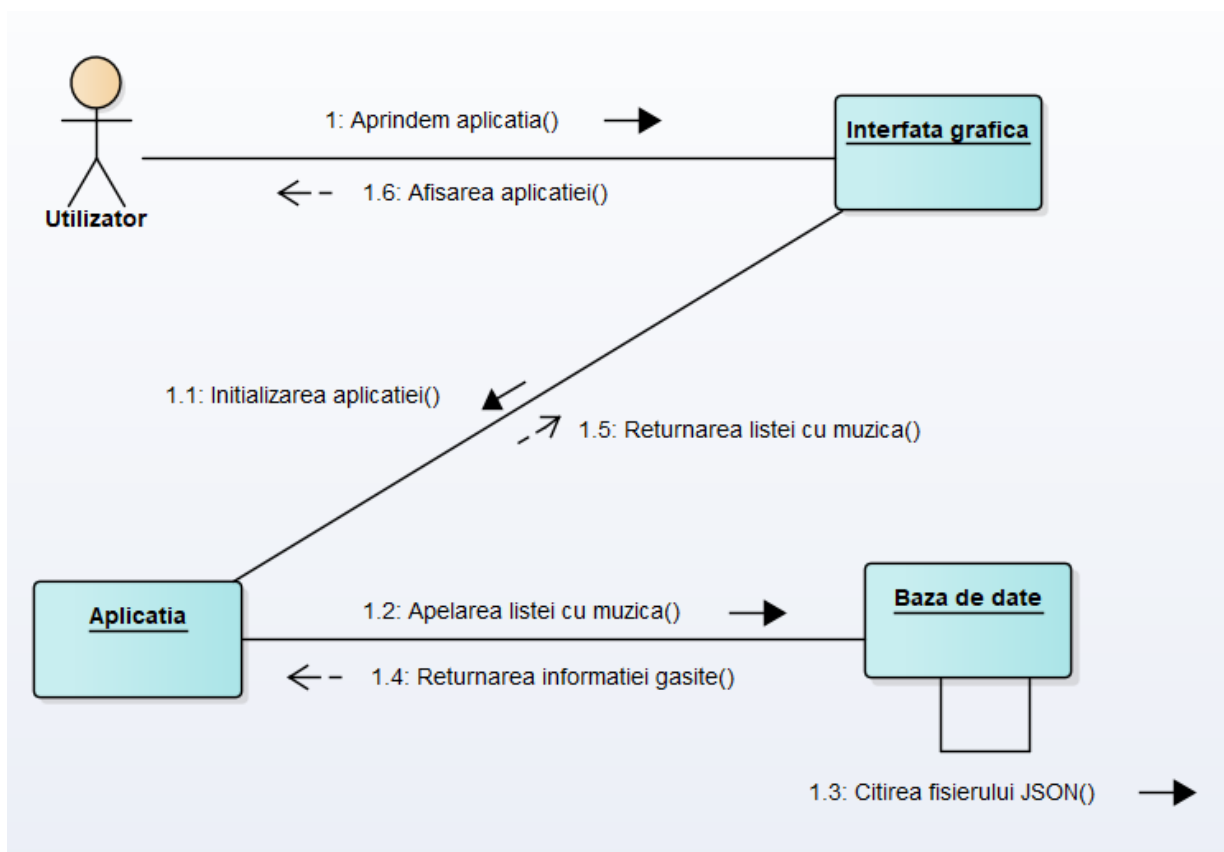 1: Aprindem aplicatia()
Interfata grafica
1.6: Afisarea aplicatiei()
Utilizator
1.1: Initializarea aplicatiei()
1.5: Returnarea listei cu muzica()
Aplicatia
1.2: Apelarea listei cu muzica()
Baza de date
1.4: Returnarea informatiei gasite()
1.3: Citirea fisierului JSON()